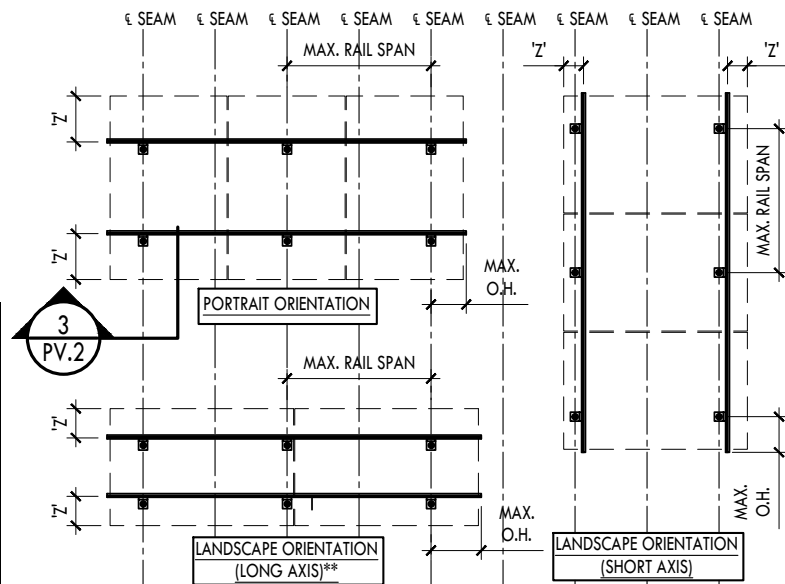 ℄ SEAM ℄ SEAM ℄ SEAM ℄ SEAM ℄ SEAM ℄ SEAM ℄ SEAM ℄ SEAM ℄ SEAM
MAX. RAIL SPAN
'Z'
'Z'
'Z'
'Z'
MAX.
O.H.
PORTRAIT ORIENTATION
3
PV.2
MAX. RAIL SPAN
MAX. RAIL SPAN
'Z'
'Z'
MAX.
O.H.
MAX.
O.H.
LANDSCAPE ORIENTATION
(LONG AXIS)**
LANDSCAPE ORIENTATION
(SHORT AXIS)